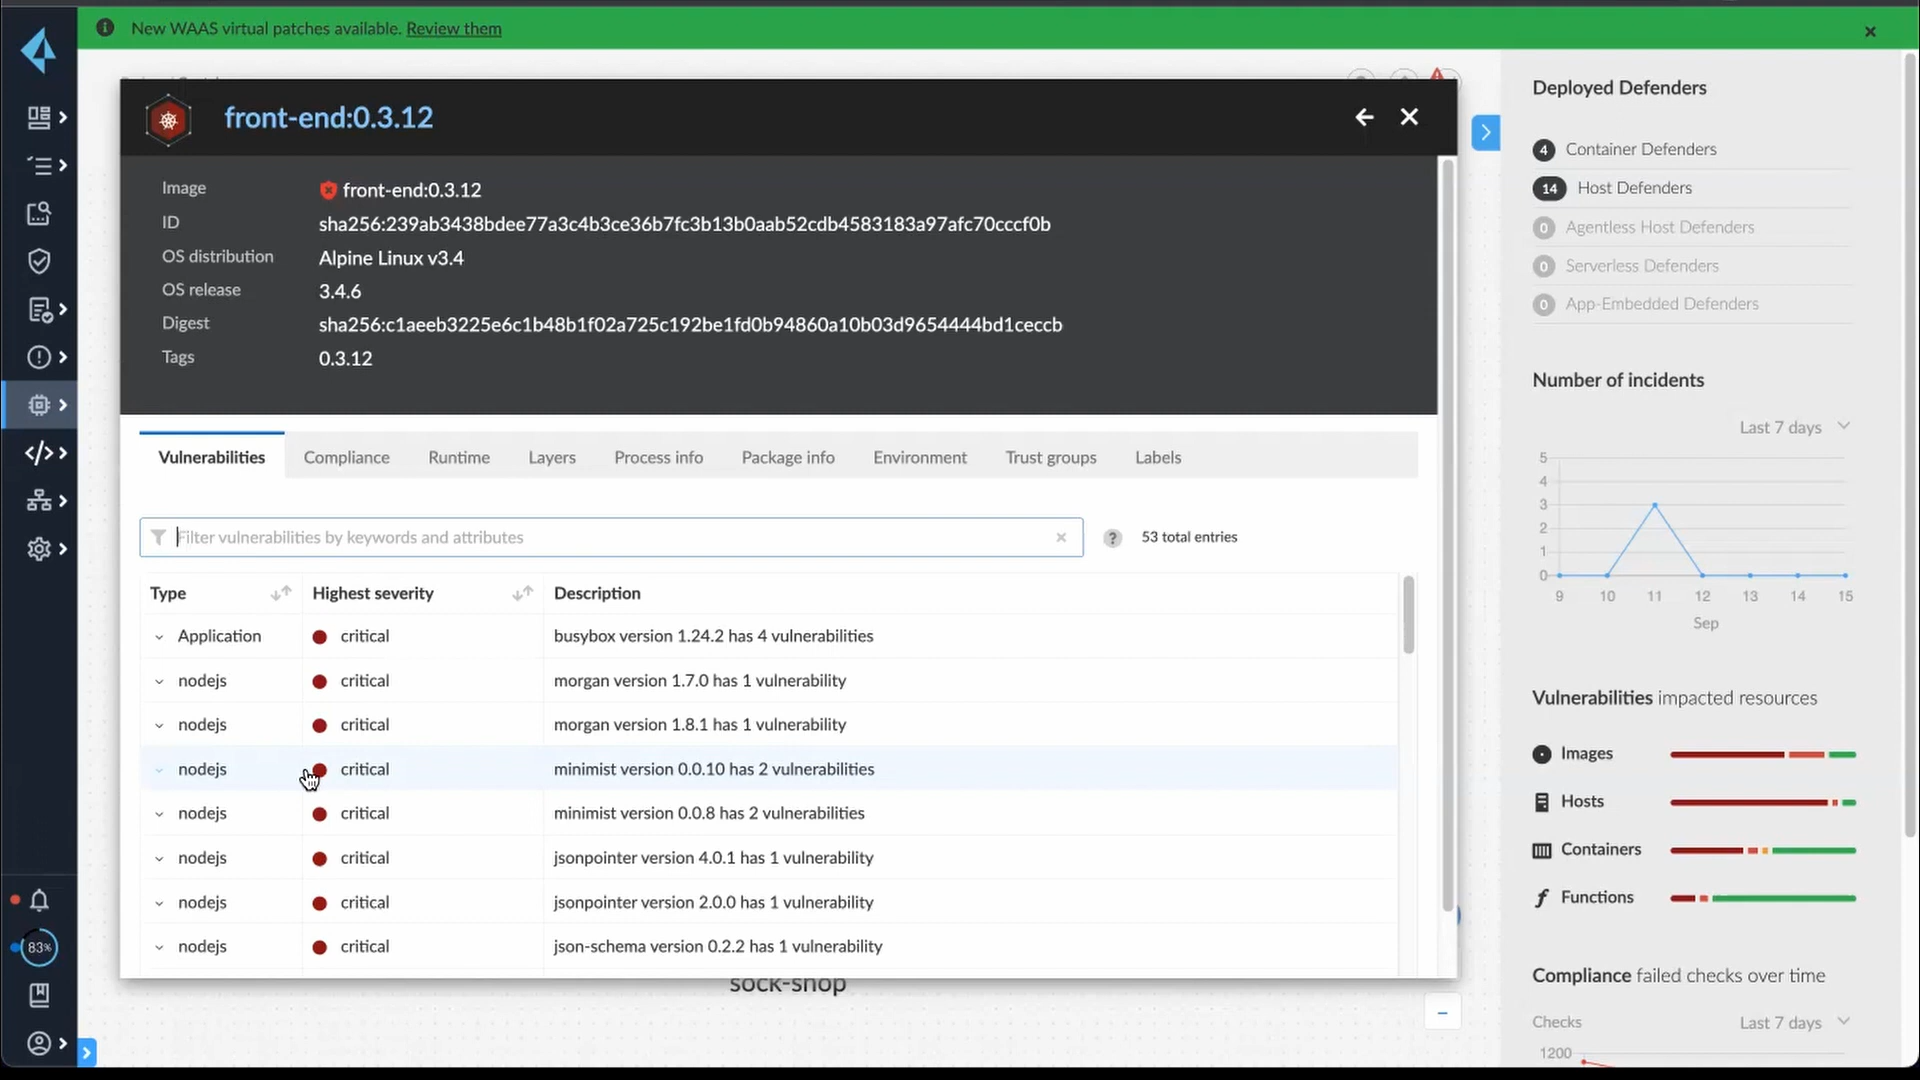 New WAAS virtual patches available. Review them
front-end:0.3.12
Image front-end:0.3.12
ID sha256:239ab3438bdee77a3c4b3ce36b7fc3b13b0aab52cdb4583183a97afc70cccf0b
OS distribution Alpine Linux v3.4
OS release 3.4.6
Digest sha256:c1aeeb3225e6c1b48b1f02a725c192be1fd0b94860a10b03d9654444bd1ceccb
Tags 0.3.12
Vulnerabilities Compliance Runtime Layers Process info Package info Environment Trust groups Labels
Filter vulnerabilities by keywords and attributes
? 53 total entries
Type Highest severity Description
Application critical busybox version 1.24.2 has 4 vulnerabilities
nodejs critical morgan version 1.7.0 has 1 vulnerability
nodejs critical morgan version 1.8.1 has 1 vulnerability
nodejs critical minimist version 0.0.10 has 2 vulnerabilities
nodejs critical minimist version 0.0.8 has 2 vulnerabilities
nodejs critical jsonpointer version 4.0.1 has 1 vulnerability
nodejs critical jsonpointer version 2.0.0 has 1 vulnerability
nodejs critical json-schema version 0.2.2 has 1 vulnerability
sock-shop
83%
Deployed Defenders
4 Container Defenders
14 Host Defenders
0 Agentless Host Defenders
0 Serverless Defenders
0 App-Embedded Defenders
Number of incidents
Last 7 days
5
4
3
2
1
0
9 10 11 12 13 14 15
Sep
Vulnerabilities impacted resources
Images
Hosts
Containers
Functions
Compliance failed checks over time
Checks Last 7 days
1200